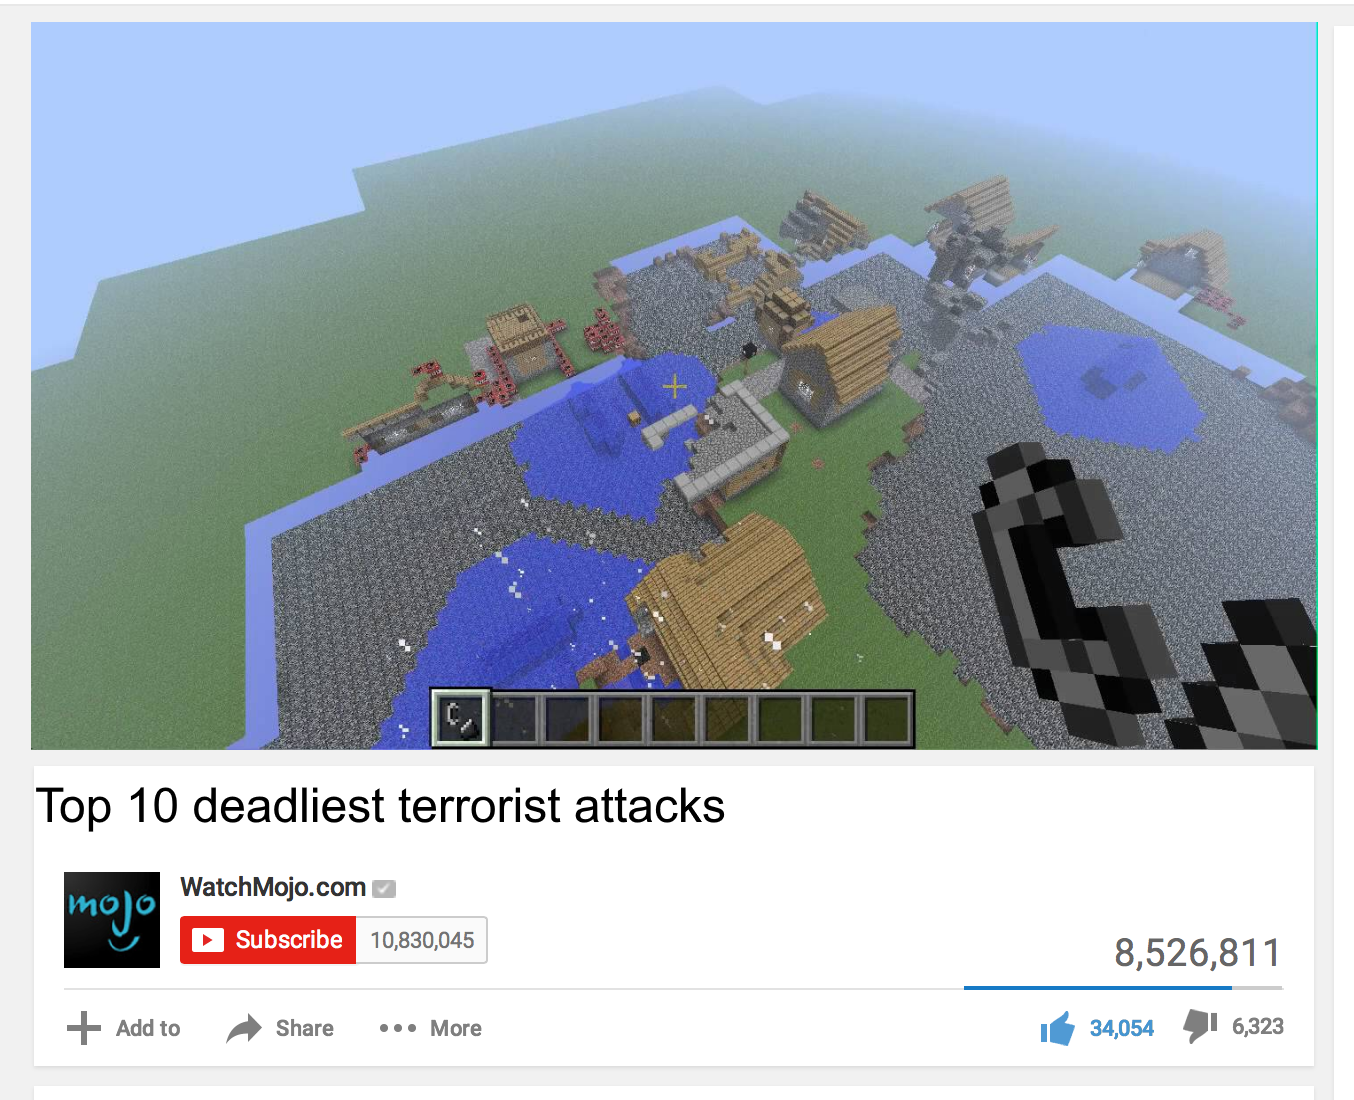 Top 10 deadliest terrorist attacks
mojo
WatchMojo.com
Subscribe 10,830,045
8,526,811
Add to Share More 34,054 6,323